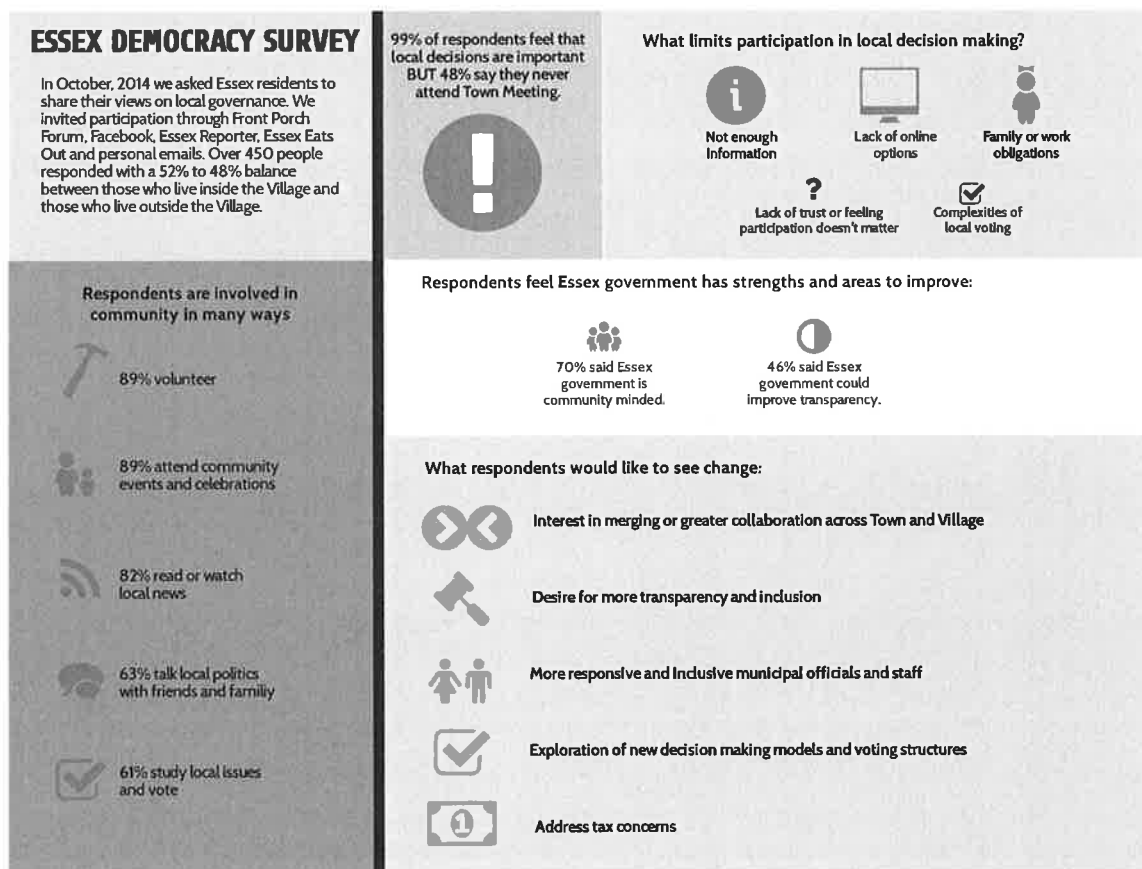 ESSEX DEMOCRACY SURVEY
In October, 2014 we asked Essex residents to
share their views on local governance. We
invited participation through Front Porch
Forum, Facebook, Essex Reporter, Essex Eats
Out and personal emails. Over 450 people
responded with a 52% to 48% balance
between those who live inside the Village and
those who live outside the Village.
99% of respondents feel that
local decisions are important
BUT 48% say they never
attend Town Meeting.
!
What limits participation in local decision making?
i
Not enough
Information
Lack of online
options
Family or work
obligations
?
Lack of trust or feeling
participation doesn't matter
Complexities of
local voting
Respondents are involved in
community in many ways
89% volunteer
89% attend community
events and celebrations
82% read or watch
local news
63% talk local politics
with friends and familiy
61% study local issues
and vote
Respondents feel Essex government has strengths and areas to improve:
70% said Essex
government is
community minded.
46% said Essex
government could
improve transparency.
What respondents would like to see change:
Interest in merging or greater collaboration across Town and Village
Desire for more transparency and inclusion
More responsive and inclusive municipal officials and staff
Exploration of new decision making models and voting structures
1
Address tax concerns